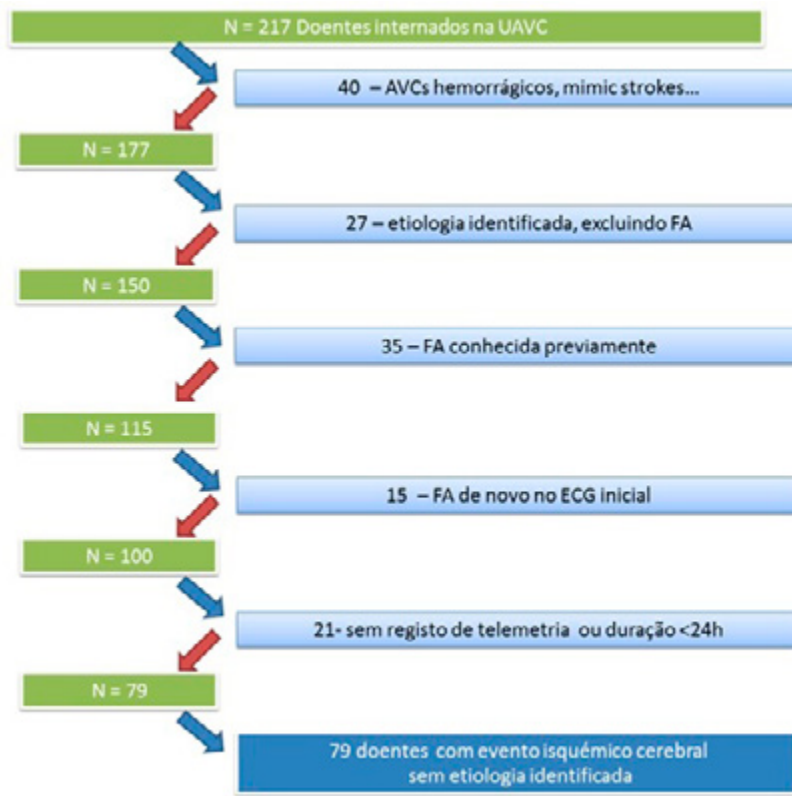 N = 217 Doentes internados na UAVC
40 – AVCs hemorrágicos, mimic strokes...
N = 177
27 – etiologia identificada, excluindo FA
N = 150
35 – FA conhecida previamente
N = 115
15 – FA de novo no ECG inicial
N = 100
21- sem registo de telemetria ou duração <24h
N = 79
79 doentes com evento isquémico cerebral
sem etiologia identificada